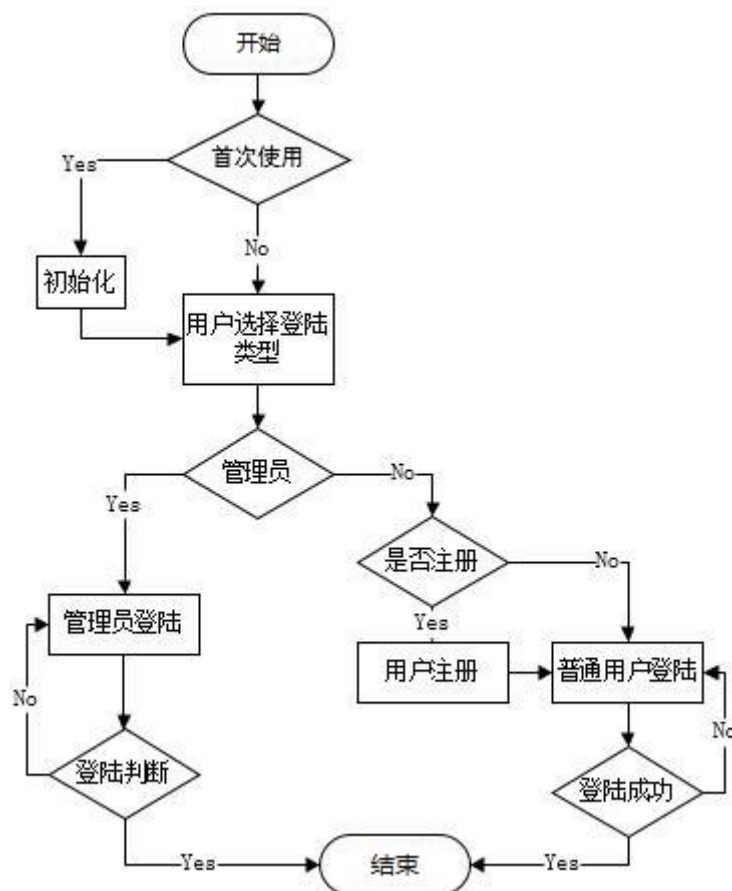 开始
首次使用
Yes
No
初始化
用户选择登陆
类型
管理员
Yes
No
是否注册
No
Yes
管理员登陆
用户注册
普通用户登陆
No
No
登陆判断
登陆成功
Yes
结束
Yes